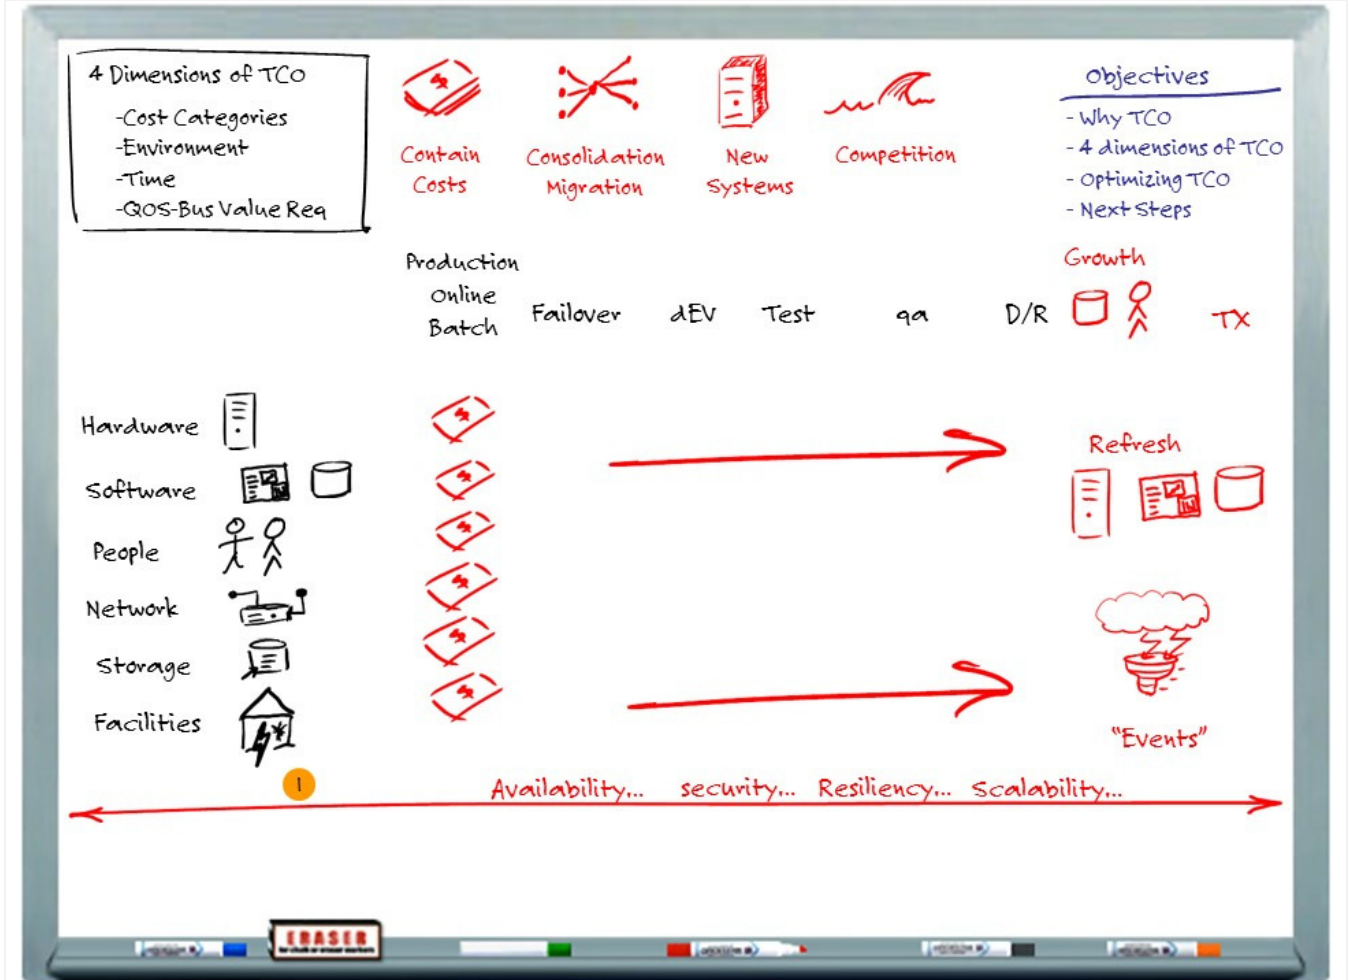 4 Dimensions of TCO
-Cost Categories
-Environment
-Time
-QOS-Bus Value Req
Contain
Costs
Consolidation
Migration
New
Systems
Competition
Objectives
- Why TCO
- 4 dimensions of TCO
- Optimizing TCO
- Next Steps
Production
Online
Batch
Failover
dEV
Test
qa
D/R
Growth
TX
Hardware
Software
People
Network
Storage
Facilities
Refresh
"Events"
1
Availability...
security...
Resiliency...
Scalability...
ERASER